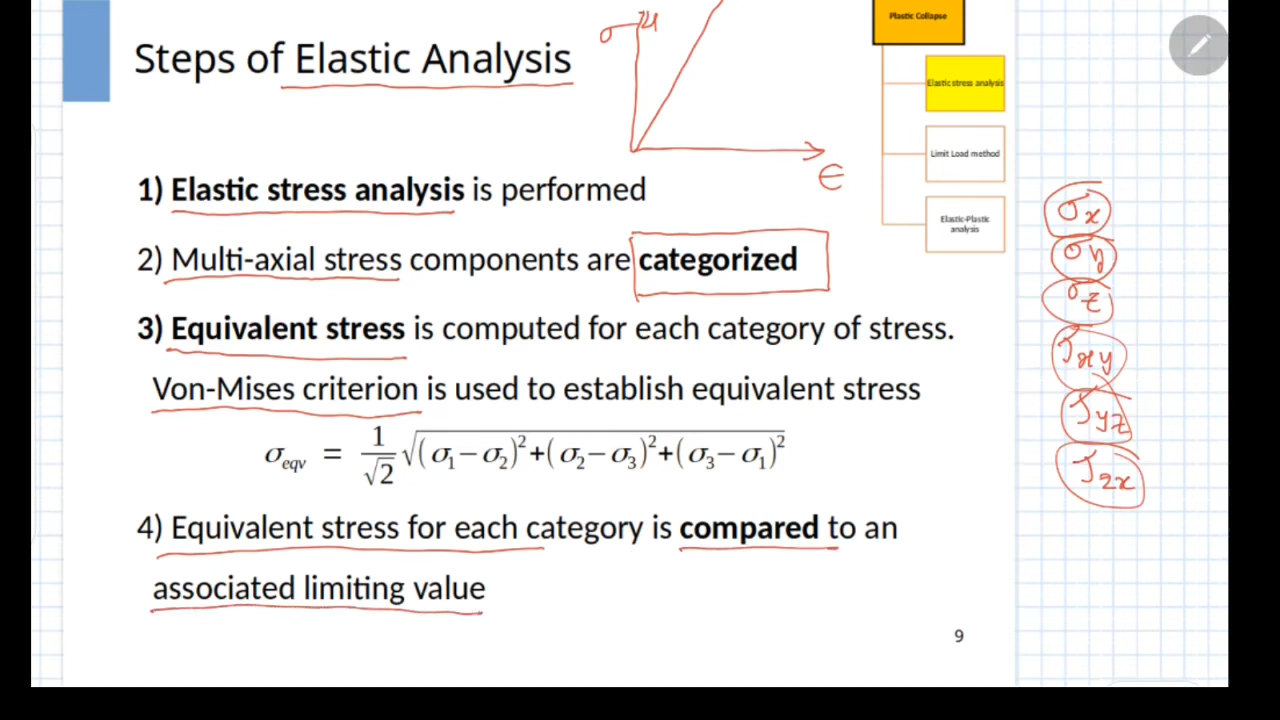 Plastic Collapse
σ
Steps of Elastic Analysis
Elastic stress analysis
ϵ
Limit Load method
1) Elastic stress analysis is performed
Elastic-Plastic
analysis
2) Multi-axial stress components are categorized
3) Equivalent stress is computed for each category of stress.
Von-Mises criterion is used to establish equivalent stress
σeqv = 1/√2 √(σ1−σ2)²+(σ2−σ3)²+(σ3−σ1)²
4) Equivalent stress for each category is compared to an
associated limiting value
9
σx
σy
σz
τxy
τyz
τzx